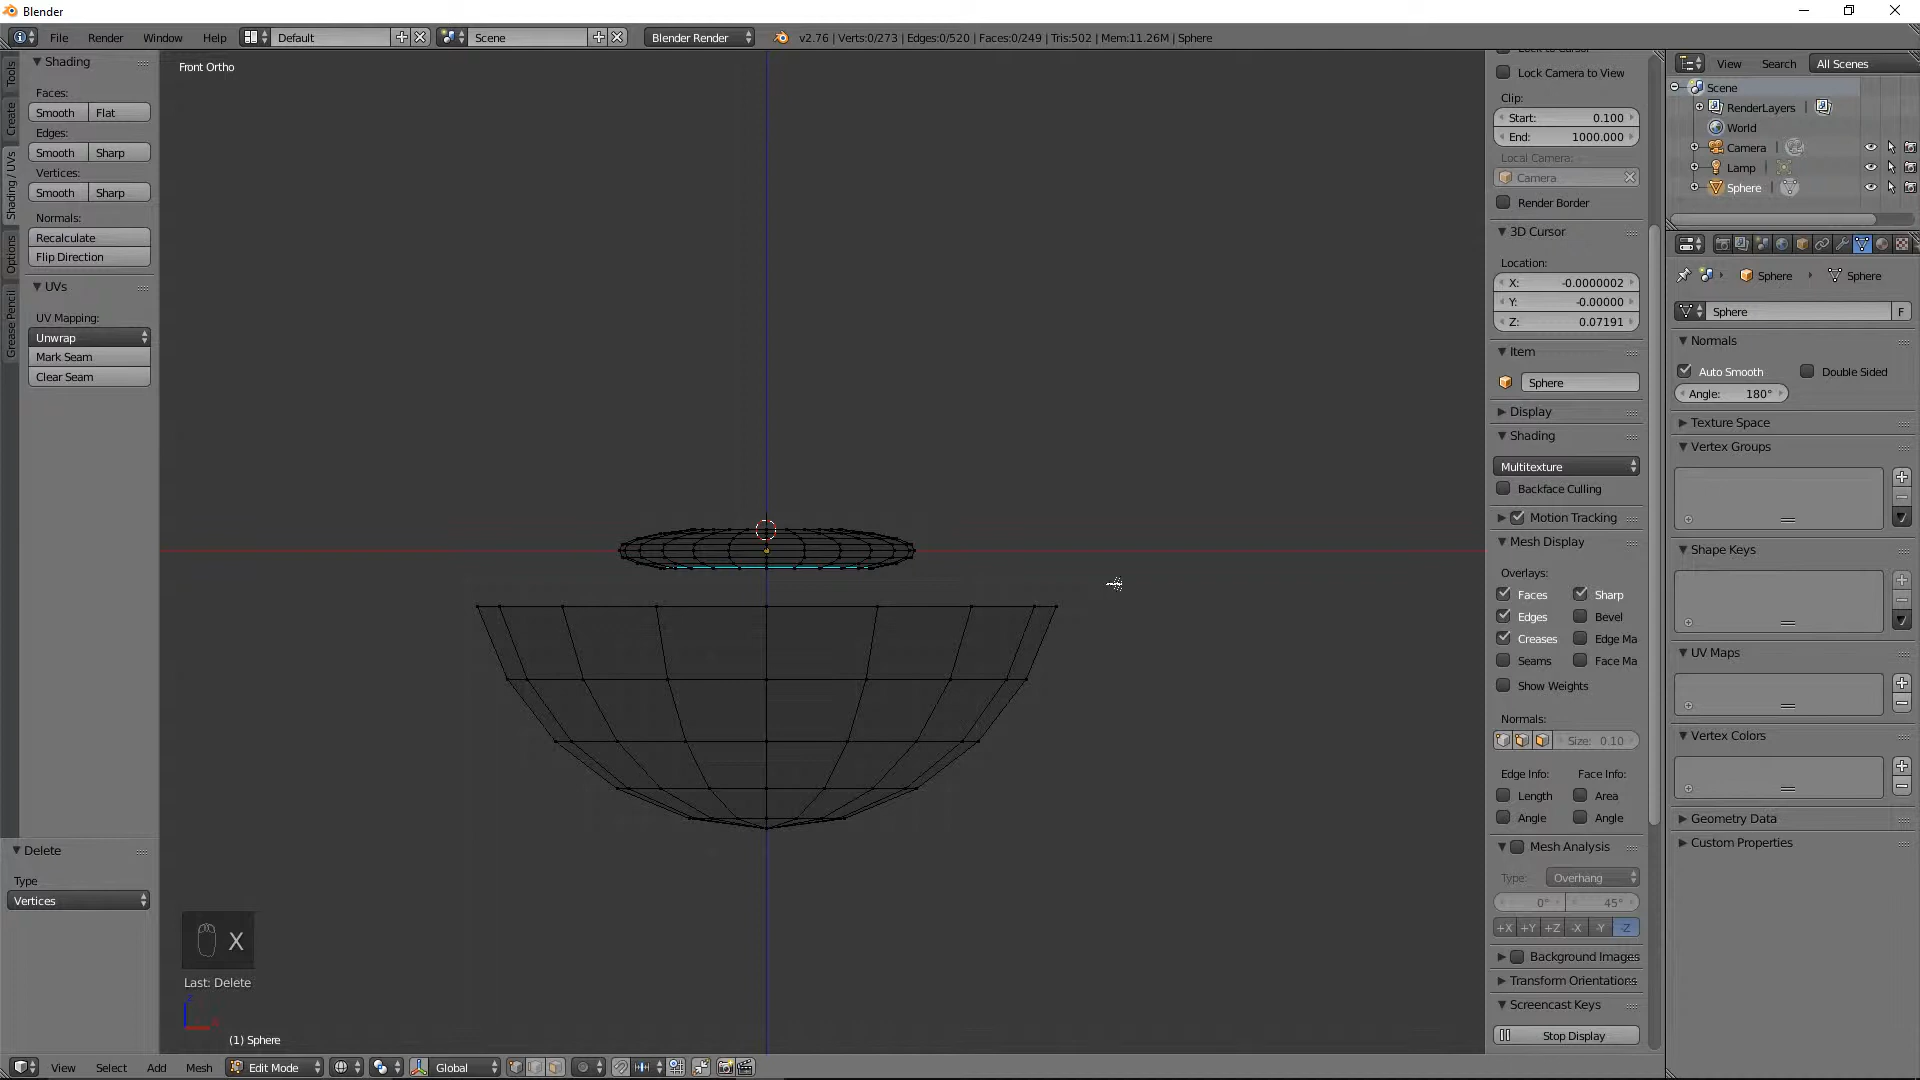 Blender
File Render Window Help Default Scene Blender Render v2.76 | Verts:0/273 | Edges:0/520 | Faces:0/249 | Tris:502 | Mem:11.26M | Sphere
Tools
Create
Shading / UVs
Options
Grease Pencil
Shading
Faces:
Smooth Flat
Edges:
Smooth Sharp
Vertices:
Smooth Sharp
Normals:
Recalculate
Flip Direction
UVs
UV Mapping:
Unwrap
Mark Seam
Clear Seam
Delete
Type
Vertices
Front Ortho
X
Last: Delete
(1) Sphere
View Select Add Mesh Edit Mode Global
Lock Camera to View
Clip:
Start: 0.100
End: 1000.000
Local Camera:
Camera
Render Border
3D Cursor
Location:
X: -0.0000002
Y: -0.00000
Z: 0.07191
Item
Sphere
Display
Shading
Multitexture
Backface Culling
Motion Tracking
Mesh Display
Overlays:
Faces Sharp
Edges Bevel
Creases Edge Ma
Seams Face Ma
Show Weights
Normals:
Size: 0.10
Edge Info: Face Info:
Length Area
Angle Angle
Mesh Analysis
Type: Overhang
0° 45°
+X +Y +Z -X -Y -Z
Background Images
Transform Orientations
Screencast Keys
Stop Display
View Search All Scenes
Scene
RenderLayers
World
Camera
Lamp
Sphere
Sphere Sphere
Sphere F
Normals
Auto Smooth Double Sided
Angle: 180°
Texture Space
Vertex Groups
Shape Keys
UV Maps
Vertex Colors
Geometry Data
Custom Properties